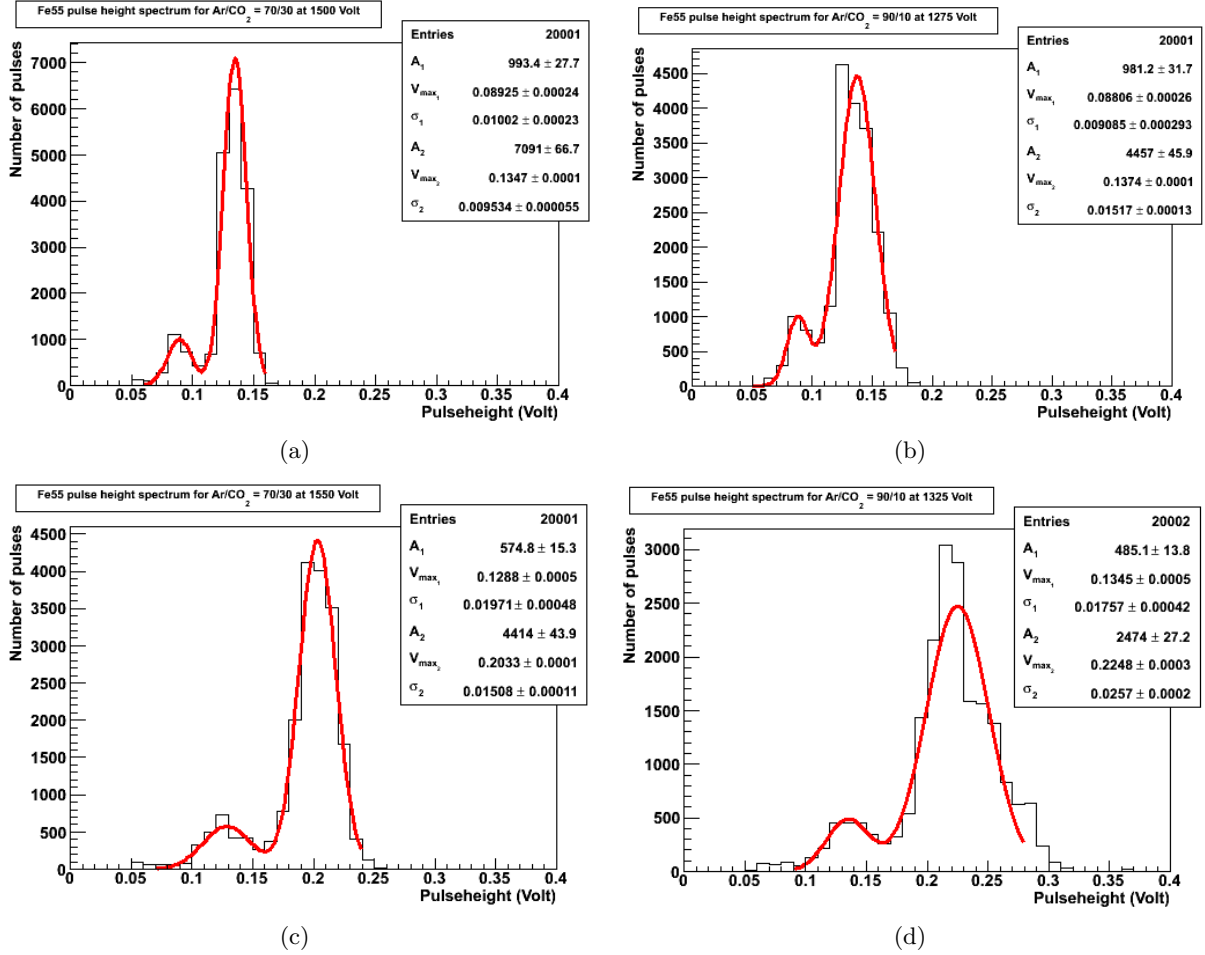 Fe55 pulse height spectrum for Ar/CO2 = 70/30 at 1500 Volt
Entries 20001
A1 993.4 ± 27.7
Vmax1 0.08925 ± 0.00024
σ1 0.01002 ± 0.00023
A2 7091 ± 66.7
Vmax2 0.1347 ± 0.0001
σ2 0.009534 ± 0.000055
Number of pulses
7000
6000
5000
4000
3000
2000
1000
0
0 0.05 0.1 0.15 0.2 0.25 0.3 0.35 0.4
Pulseheight (Volt)
(a)
Fe55 pulse height spectrum for Ar/CO2 = 90/10 at 1275 Volt
Entries 20001
A1 981.2 ± 31.7
Vmax1 0.08806 ± 0.00026
σ1 0.009085 ± 0.000293
A2 4457 ± 45.9
Vmax2 0.1374 ± 0.0001
σ2 0.01517 ± 0.00013
Number of pulses
4500
4000
3500
3000
2500
2000
1500
1000
500
0
0 0.05 0.1 0.15 0.2 0.25 0.3 0.35 0.4
Pulseheight (Volt)
(b)
Fe55 pulse height spectrum for Ar/CO2 = 70/30 at 1550 Volt
Entries 20001
A1 574.8 ± 15.3
Vmax1 0.1288 ± 0.0005
σ1 0.01971 ± 0.00048
A2 4414 ± 43.9
Vmax2 0.2033 ± 0.0001
σ2 0.01508 ± 0.00011
Number of pulses
4500
4000
3500
3000
2500
2000
1500
1000
500
0
0 0.05 0.1 0.15 0.2 0.25 0.3 0.35 0.4
Pulseheight (Volt)
(c)
Fe55 pulse height spectrum for Ar/CO2 = 90/10 at 1325 Volt
Entries 20002
A1 485.1 ± 13.8
Vmax1 0.1345 ± 0.0005
σ1 0.01757 ± 0.00042
A2 2474 ± 27.2
Vmax2 0.2248 ± 0.0003
σ2 0.0257 ± 0.0002
Number of pulses
3000
2500
2000
1500
1000
500
0
0 0.05 0.1 0.15 0.2 0.25 0.3 0.35 0.4
Pulseheight (Volt)
(d)